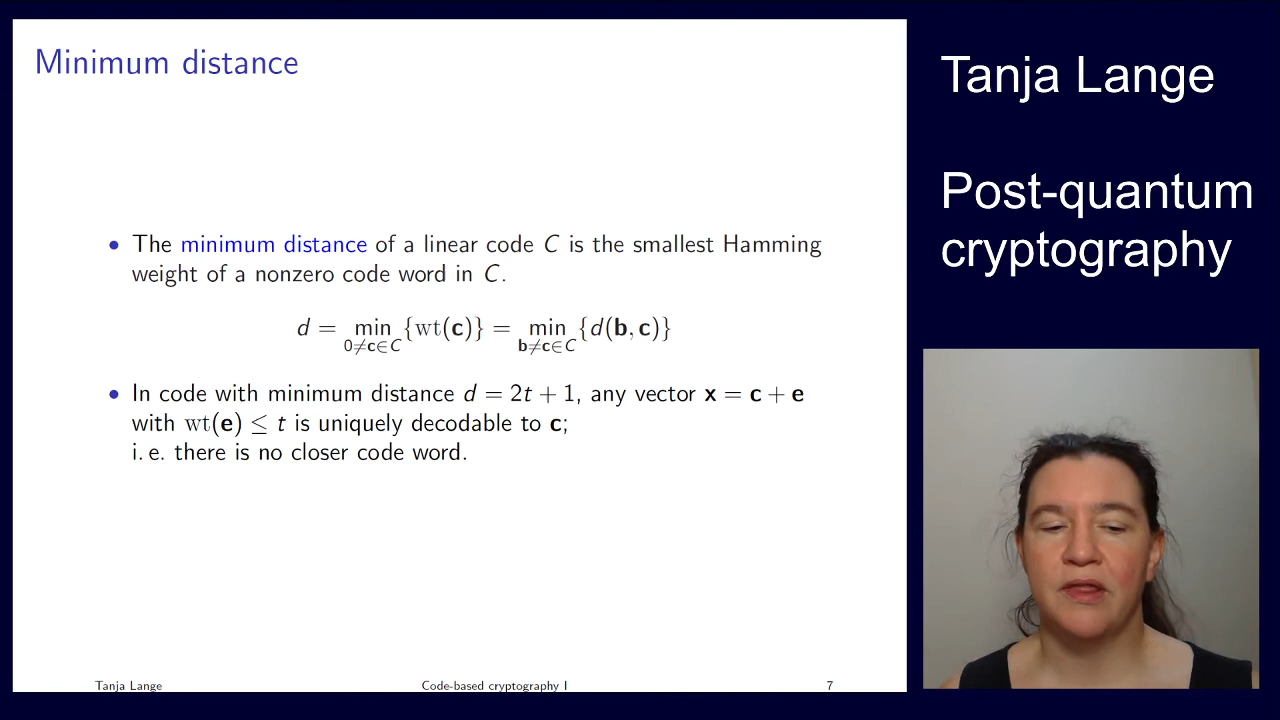 Minimum distance
• The minimum distance of a linear code C is the smallest Hamming
weight of a nonzero code word in C.
d = min {wt(c)} = min {d(b, c)}
0≠c∈C b≠c∈C
• In code with minimum distance d = 2t + 1, any vector x = c + e
with wt(e) ≤ t is uniquely decodable to c;
i. e. there is no closer code word.
Tanja Lange Code-based cryptography I 7
Tanja Lange
Post-quantum
cryptography